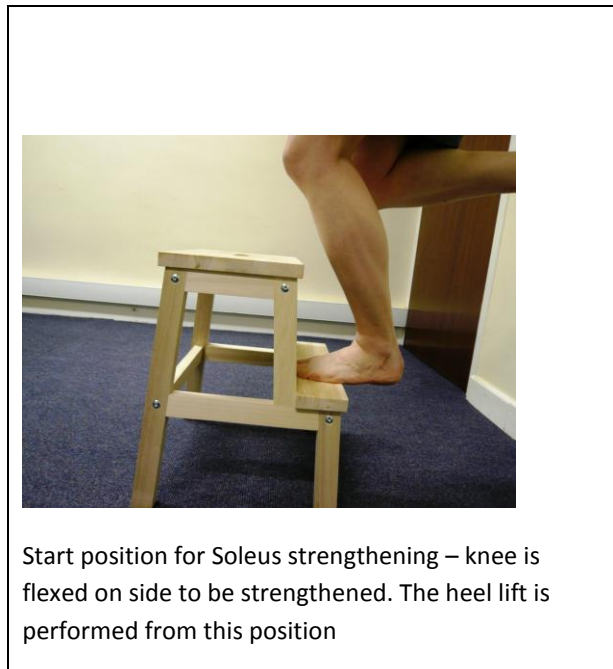 Start position for Soleus strengthening – knee is
flexed on side to be strengthened. The heel lift is
performed from this position